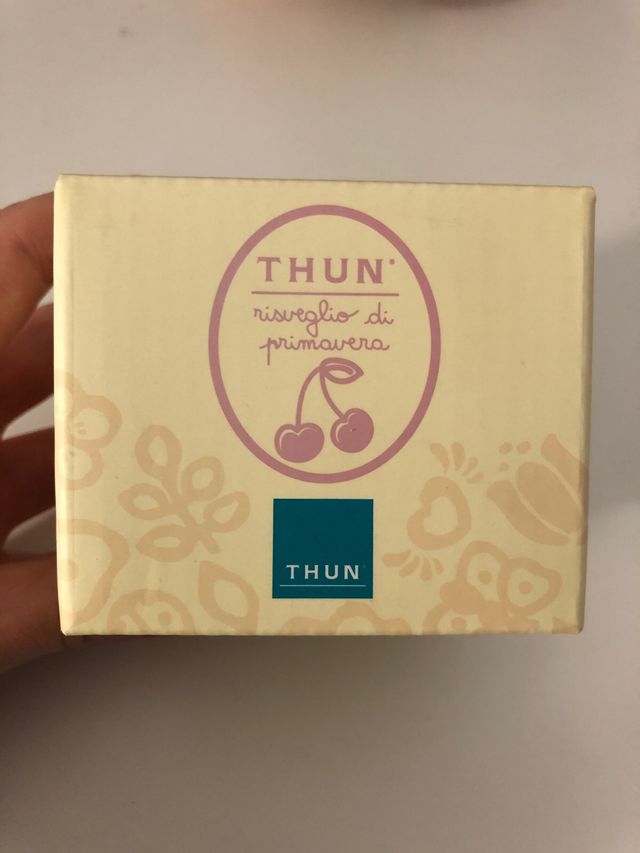 THUN®
risveglio di
primavera
THUN